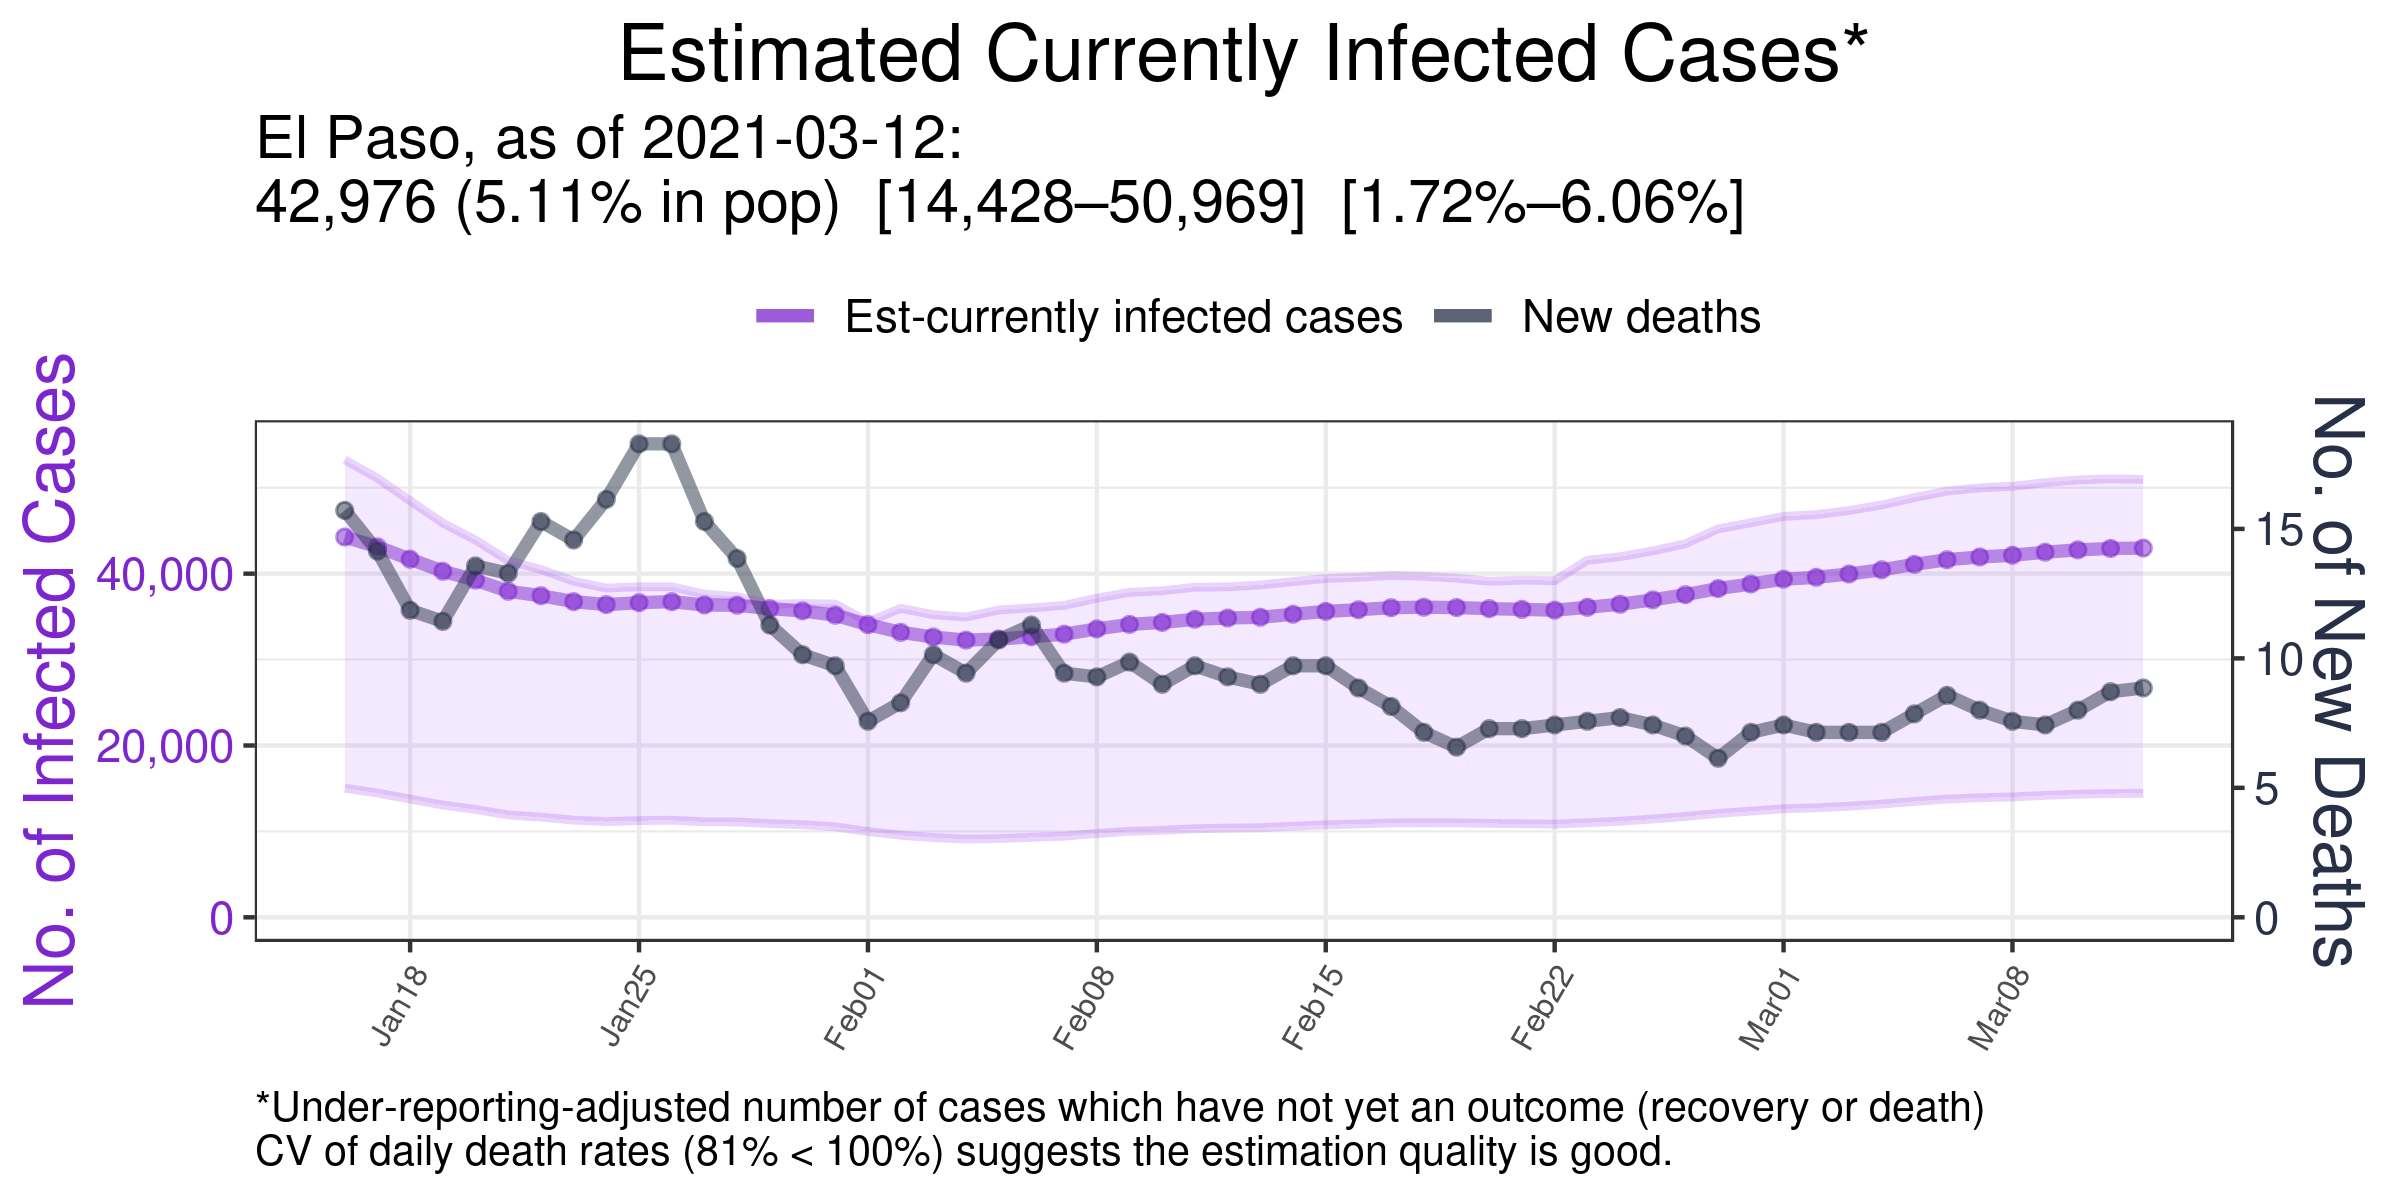 Estimated Currently Infected Cases*
El Paso, as of 2021-03-12:
42,976 (5.11% in pop)  [14,428–50,969]  [1.72%–6.06%]
Est-currently infected cases
New deaths
No. of Infected Cases
40,000
20,000
0
15
10
5
0
No. of New Deaths
Jan18
Jan25
Feb01
Feb08
Feb15
Feb22
Mar01
Mar08
*Under-reporting-adjusted number of cases which have not yet an outcome (recovery or death)
CV of daily death rates (81% < 100%) suggests the estimation quality is good.